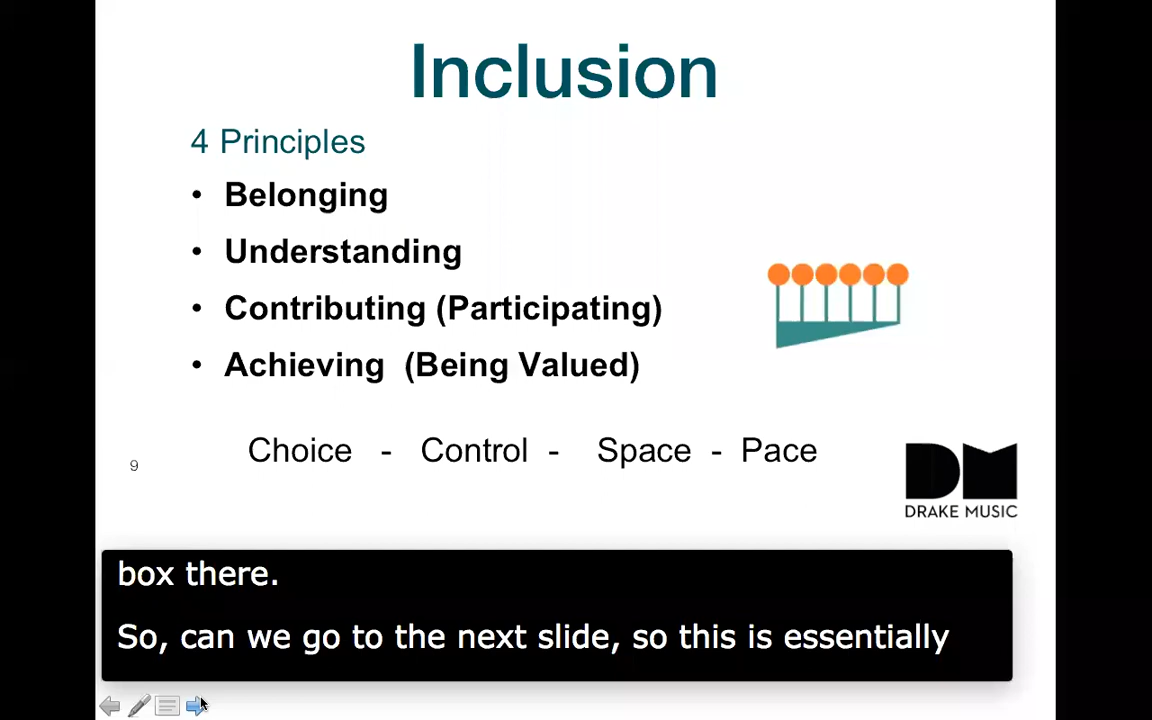 Inclusion
4 Principles
• Belonging
• Understanding
• Contributing (Participating)
• Achieving (Being Valued)
Choice - Control - Space - Pace
9
DM
DRAKE MUSIC
box there.
So, can we go to the next slide, so this is essentially